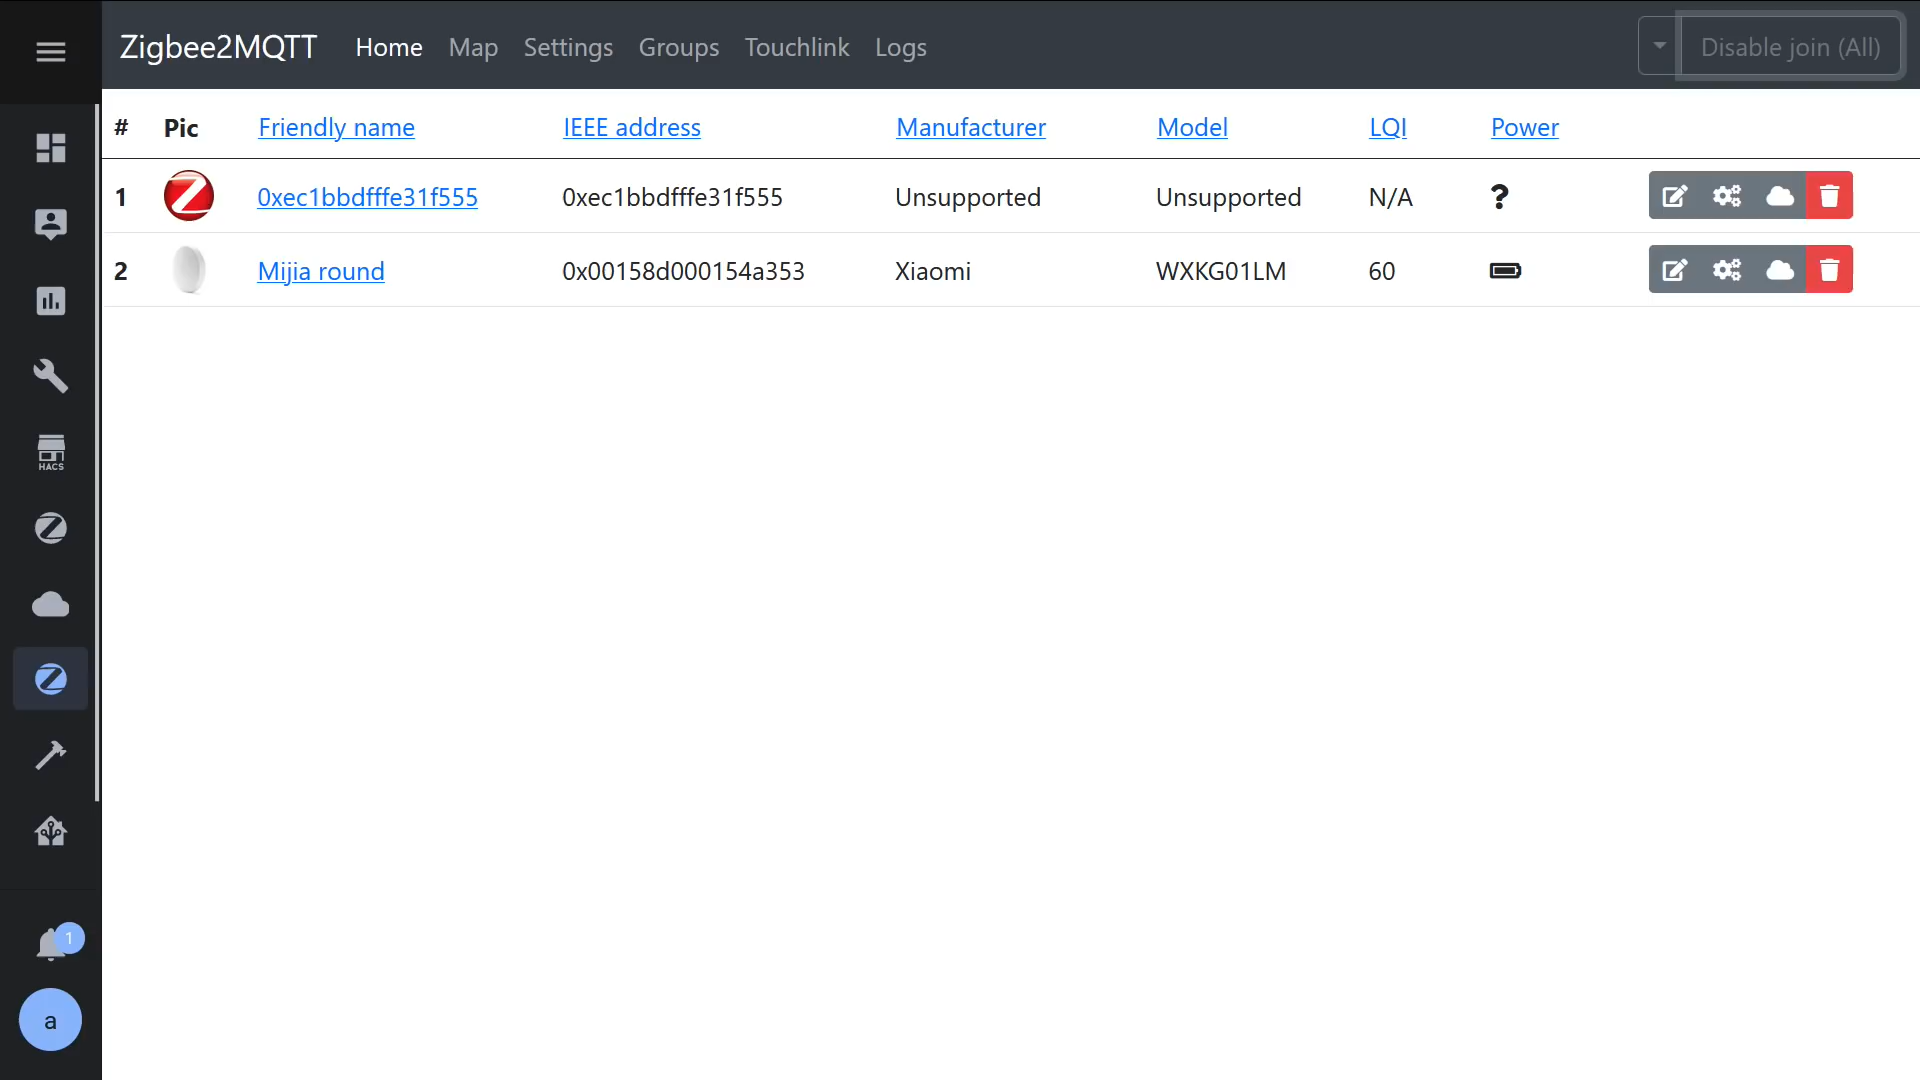 Zigbee2MQTT Home Map Settings Groups Touchlink Logs Disable join (All)
# Pic Friendly name IEEE address Manufacturer Model LQI Power
1 0xec1bbdfffe31f555 0xec1bbdfffe31f555 Unsupported Unsupported N/A ?
2 Mijia round 0x00158d000154a353 Xiaomi WXKG01LM 60
HACS
1
a